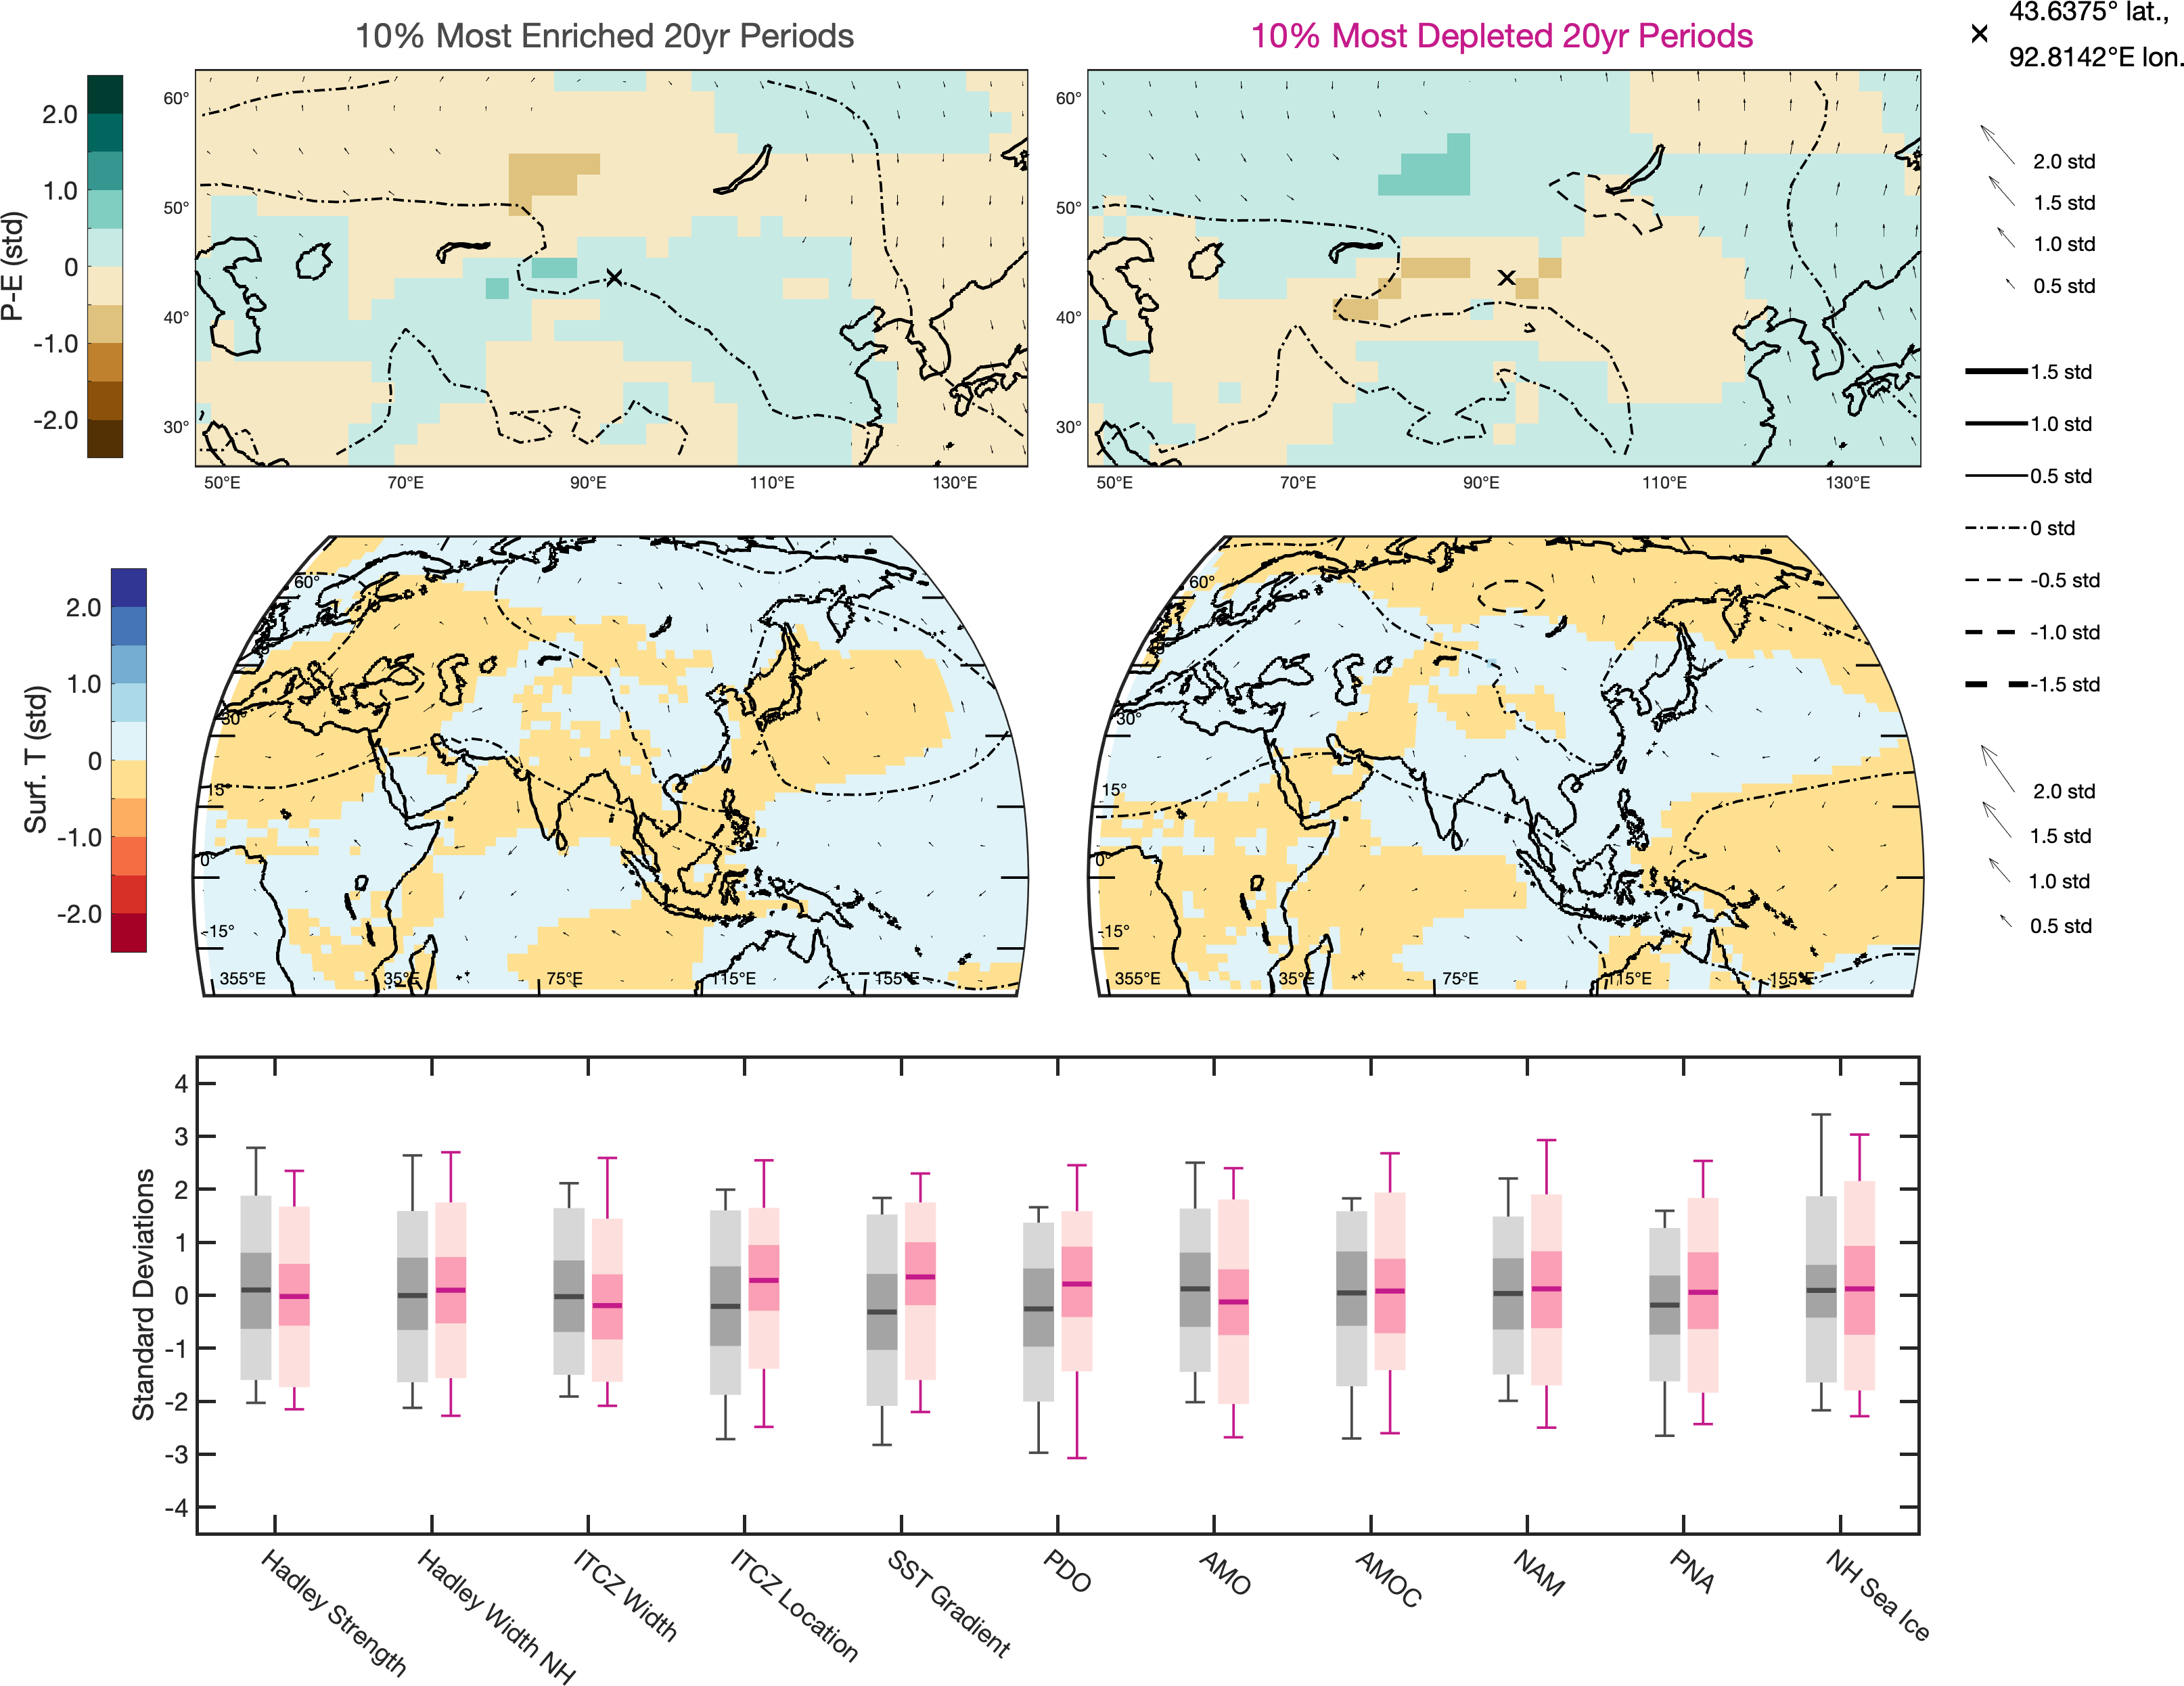 10% Most Enriched 20yr Periods
10% Most Depleted 20yr Periods
43.6375° lat.,
92.8142°E lon.
P-E (std)
2.0
1.0
0
-1.0
-2.0
60°
50°
40°
30°
50°E
70°E
90°E
110°E
130°E
60°
50°
40°
30°
50°E
70°E
90°E
110°E
130°E
2.0 std
1.5 std
1.0 std
0.5 std
1.5 std
1.0 std
0.5 std
0 std
-0.5 std
-1.0 std
-1.5 std
2.0 std
1.5 std
1.0 std
0.5 std
Surf. T (std)
2.0
1.0
0
-1.0
-2.0
60°
30°
15°
0°
-15°
355°E
35°E
75°E
115°E
155°E
60°
30°
15°
0°
-15°
355°E
35°E
75°E
115°E
155°E
Standard Deviations
4
3
2
1
0
-1
-2
-3
-4
Hadley Strength
Hadley Width NH
ITCZ Width
ITCZ Location
SST Gradient
PDO
AMO
AMOC
NAM
PNA
NH Sea Ice